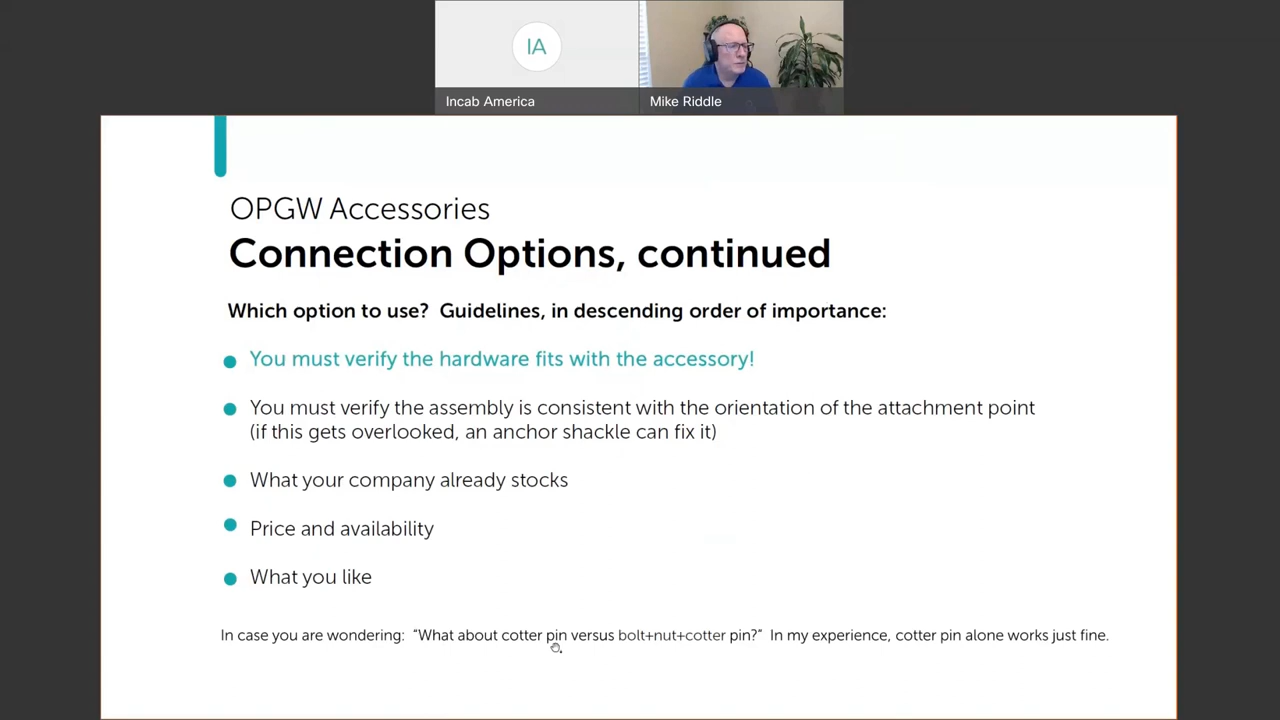 IA
Incab America
Mike Riddle
OPGW Accessories
Connection Options, continued
Which option to use?  Guidelines, in descending order of importance:
You must verify the hardware fits with the accessory!
You must verify the assembly is consistent with the orientation of the attachment point
(if this gets overlooked, an anchor shackle can fix it)
What your company already stocks
Price and availability
What you like
In case you are wondering:  “What about cotter pin versus bolt+nut+cotter pin?”  In my experience, cotter pin alone works just fine.